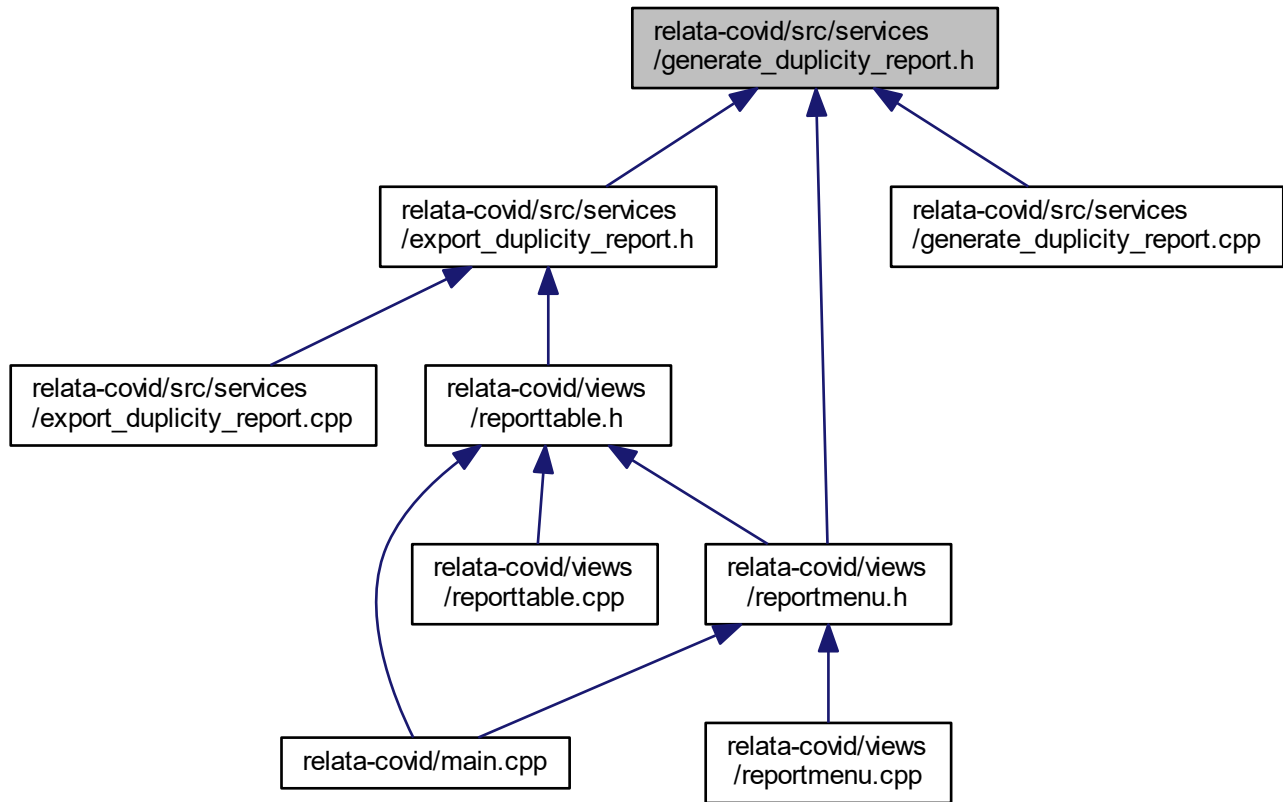 relata-covid/src/services
/generate_duplicity_report.h
relata-covid/src/services
/export_duplicity_report.h
relata-covid/src/services
/generate_duplicity_report.cpp
relata-covid/src/services
/export_duplicity_report.cpp
relata-covid/views
/reporttable.h
relata-covid/views
/reporttable.cpp
relata-covid/views
/reportmenu.h
relata-covid/main.cpp
relata-covid/views
/reportmenu.cpp